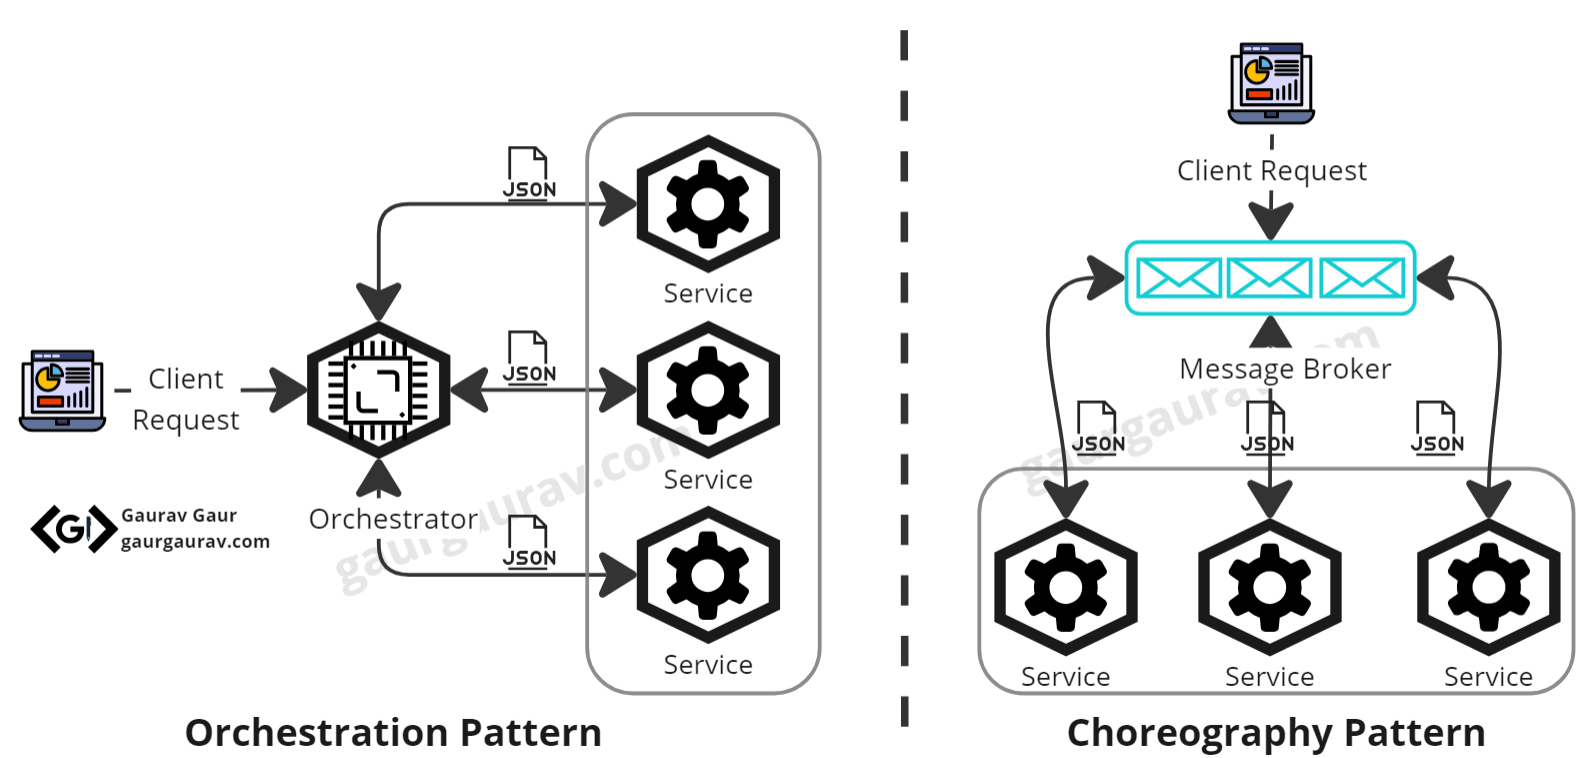 JSON
Service
Client
Request
JSON
Service
Gaurav Gaur
gaurgaurav.com
Orchestrator
JSON
Service
gaurgaurav.com
Orchestration Pattern
Client Request
Message Broker
JSON
JSON
JSON
Service
Service
Service
gaurgaurav.com
Choreography Pattern